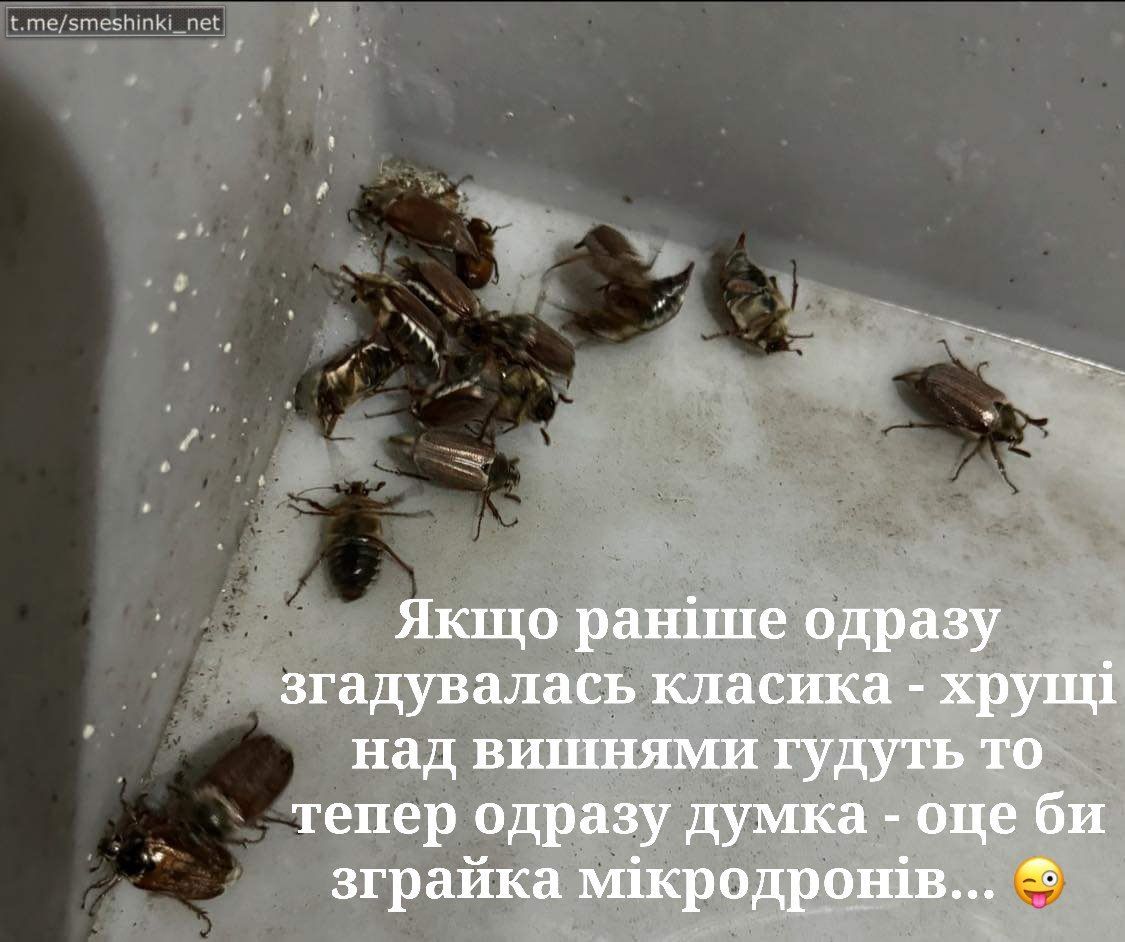 t.me/smeshinki_net
Якщо раніше одразу
згадувалась класика - хрущі
над вишнями гудуть то
тепер одразу думка - оце би
зграйка мікродронів... 😜